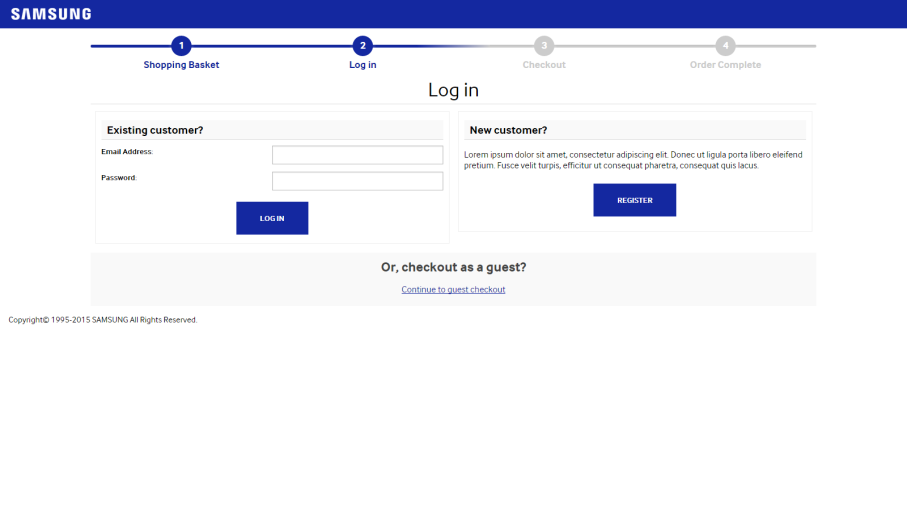 SAMSUNG
1
2
3
4
Shopping Basket
Log in
Checkout
Order Complete
Log in
Existing customer?
Email Address:
Password:
LOG IN
New customer?
Lorem ipsum dolor sit amet, consectetur adipiscing elit. Donec ut ligula porta libero eleifend
pretium. Fusce velit turpis, efficitur ut consequat pharetra, consequat quis lacus.
REGISTER
Or, checkout as a guest?
Continue to guest checkout
Copyright© 1995-2015 SAMSUNG All Rights Reserved.